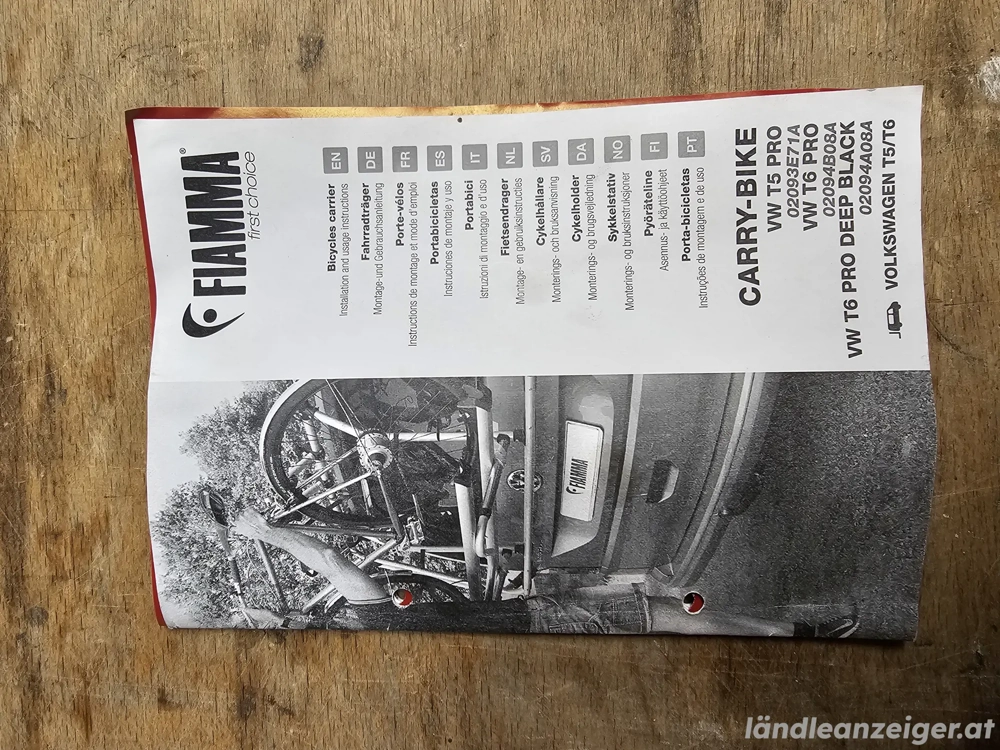 FIAMMA®
first choice
Bicycles carrier EN
Installation and usage instructions
Fahrradträger DE
Montage-und Gebrauchsanleitung
Porte-vélos FR
Instructions de montage et mode d'emploi
Portabicicletas ES
Instruciones de montaje y uso
Portabici IT
Istruzioni di montaggio e d'uso
Fietsendrager NL
Montage- en gebruiksinstructies
Cykelhållare SV
Monterings- och bruksanvisning
Cykelholder DA
Monterings- og brugsvejledning
Sykkelstativ NO
Monterings- og bruksinstruksjoner
Pyöräteline FI
Asennus- ja käyttöohjeet
Porta-biciclctas PT
Instruções de montagem e de uso
CARRY-BIKE
VW T5 PRO
02093E71A
VW T6 PRO
02094B08A
VW T6 PRO DEEP BLACK
02094A08A
VOLKSWAGEN T5/T6
FIAMMA
ländleanzeiger.at